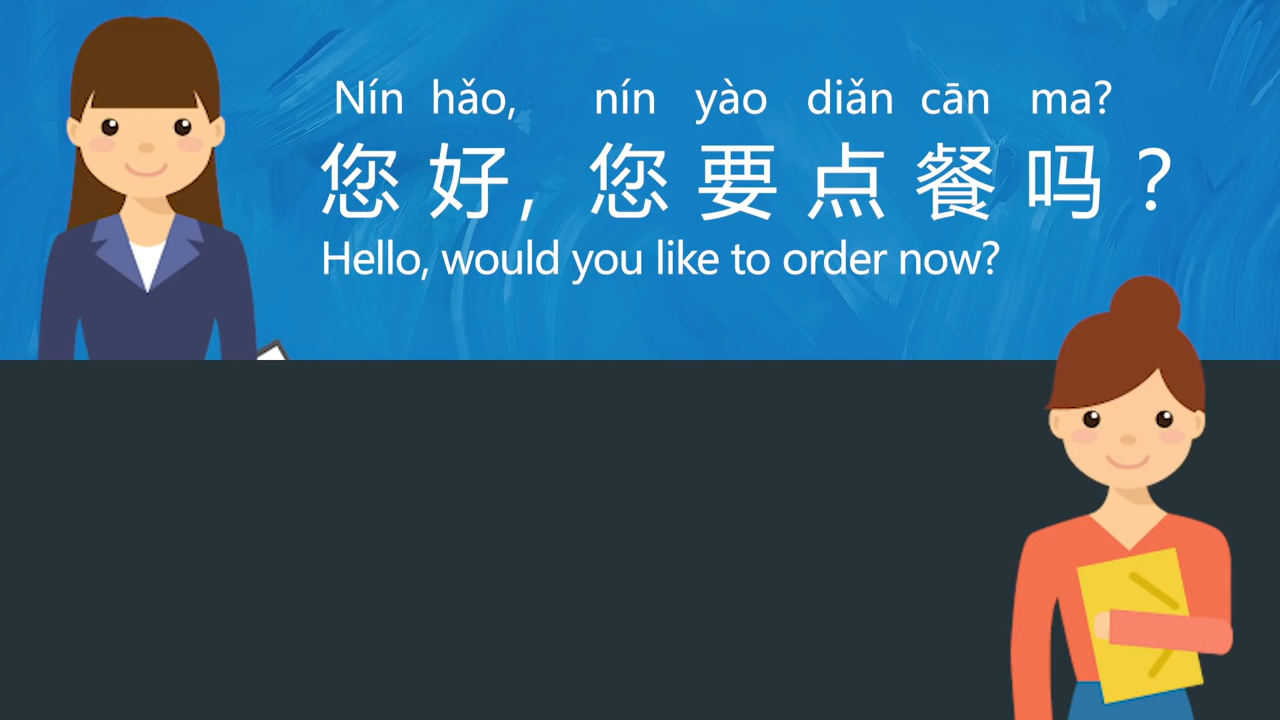 Nín hǎo, nín yào diǎn cān ma?
您好，您要点餐吗？
Hello, would you like to order now?